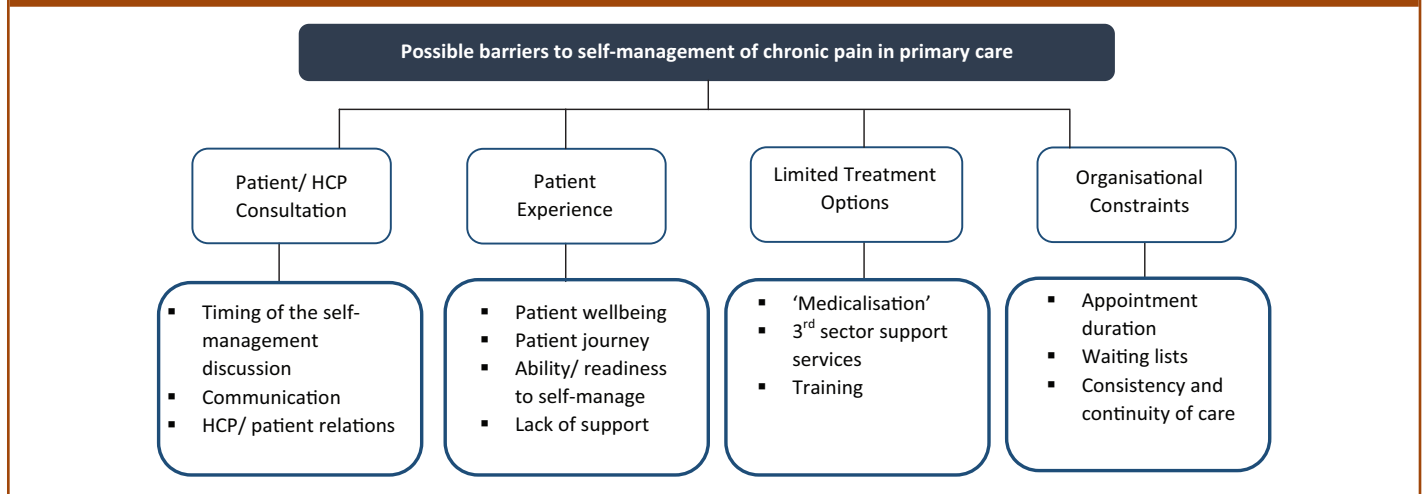 Possible barriers to self-management of chronic pain in primary care
Patient/ HCP
Consultation
Patient
Experience
Limited Treatment
Options
Organisational
Constraints
▪ Timing of the self-
management
discussion
▪ Communication
▪ HCP/ patient relations
▪ Patient wellbeing
▪ Patient journey
▪ Ability/ readiness
to self-manage
▪ Lack of support
▪ ‘Medicalisation’
▪ 3rd sector support
services
▪ Training
▪ Appointment
duration
▪ Waiting lists
▪ Consistency and
continuity of care